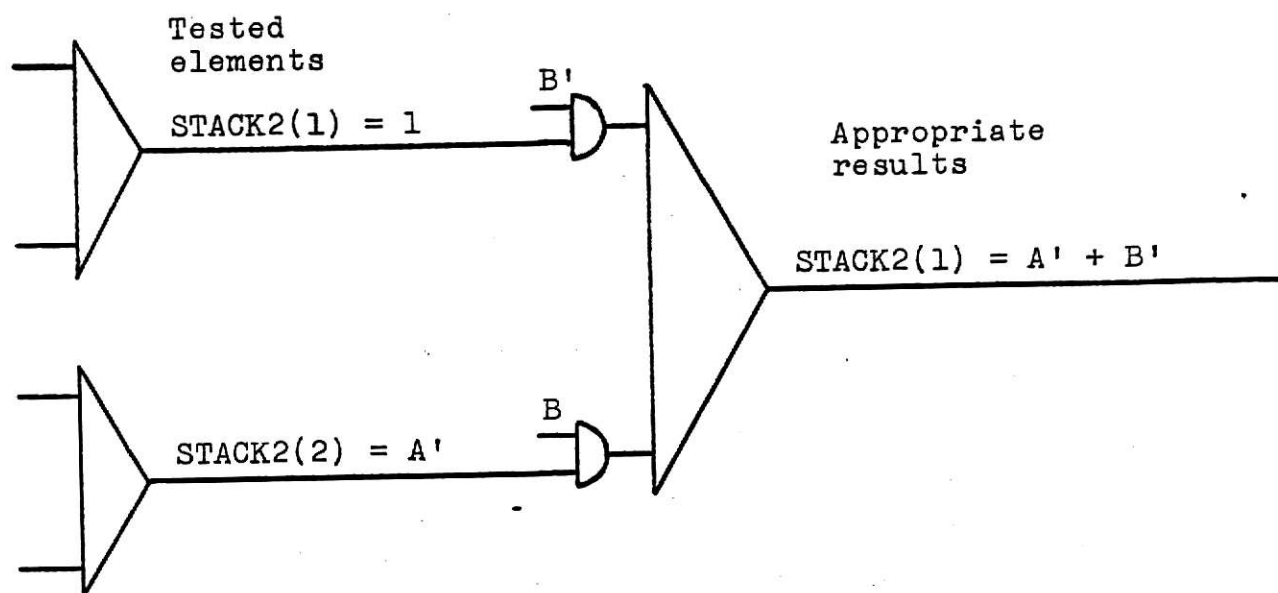 Tested
elements
B'
STACK2(1) = 1
Appropriate
results
STACK2(1) = A' + B'
B
STACK2(2) = A'